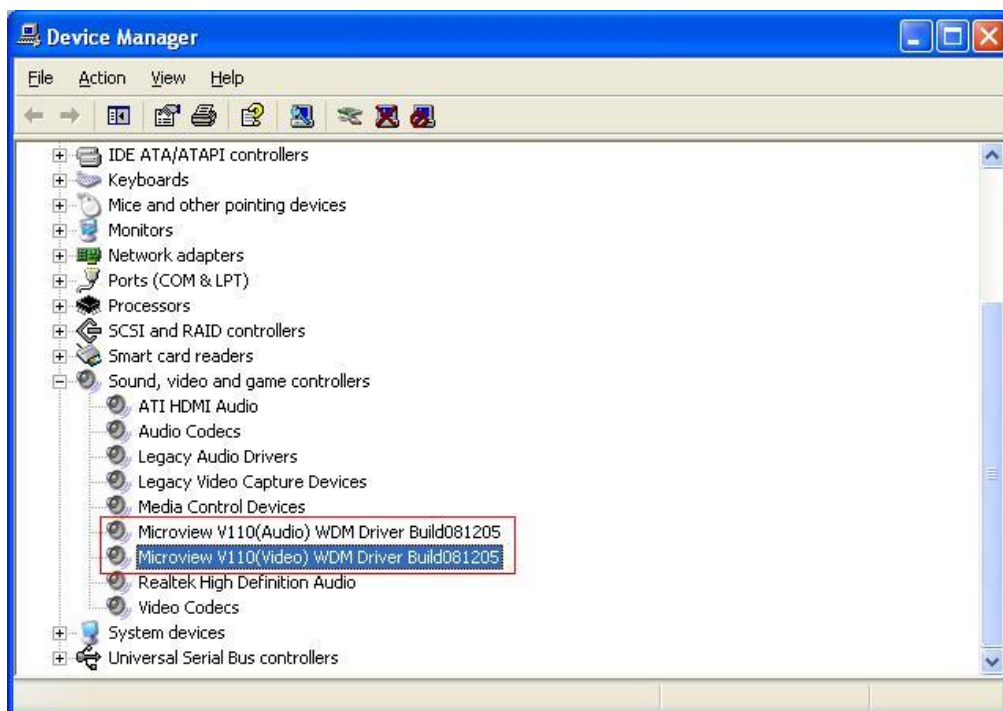 Device Manager
File Action View Help
IDE ATA/ATAPI controllers
Keyboards
Mice and other pointing devices
Monitors
Network adapters
Ports (COM & LPT)
Processors
SCSI and RAID controllers
Smart card readers
Sound, video and game controllers
ATI HDMI Audio
Audio Codecs
Legacy Audio Drivers
Legacy Video Capture Devices
Media Control Devices
Microview V110(Audio) WDM Driver Build081205
Microview V110(Video) WDM Driver Build081205
Realtek High Definition Audio
Video Codecs
System devices
Universal Serial Bus controllers